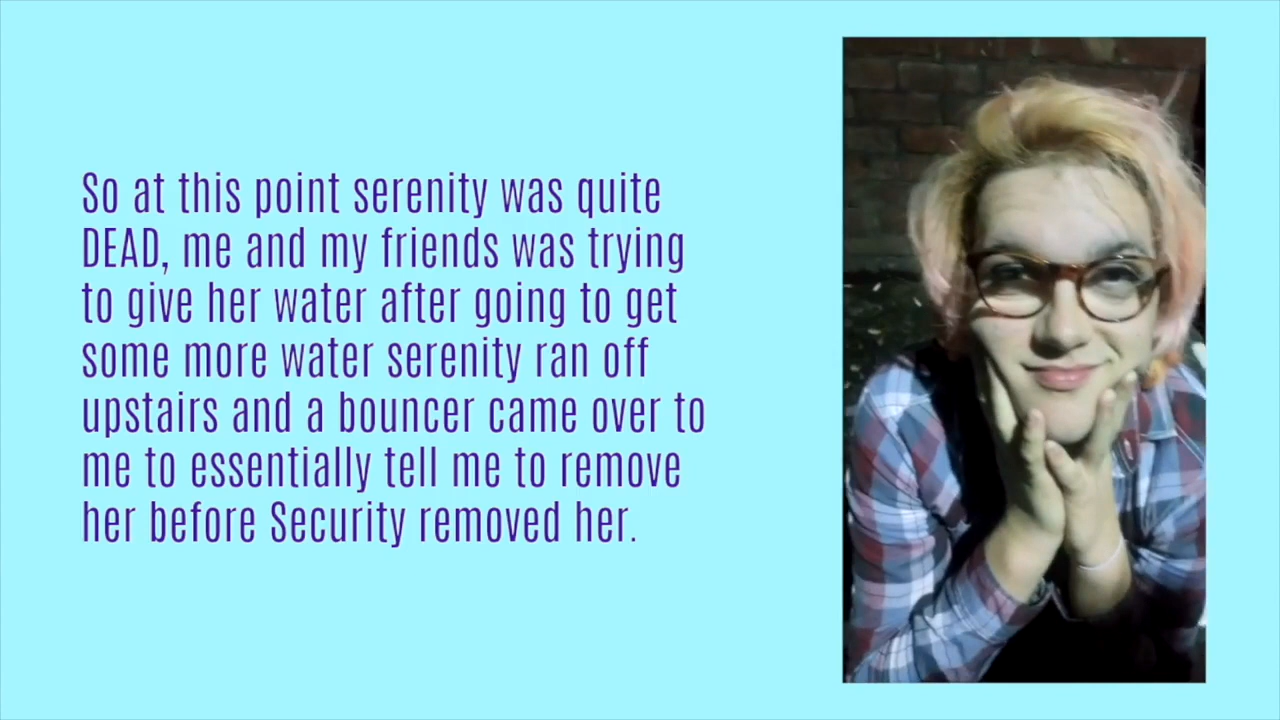 So at this point serenity was quite
DEAD, me and my friends was trying
to give her water after going to get
some more water serenity ran off
upstairs and a bouncer came over to
me to essentially tell me to remove
her before Security removed her.